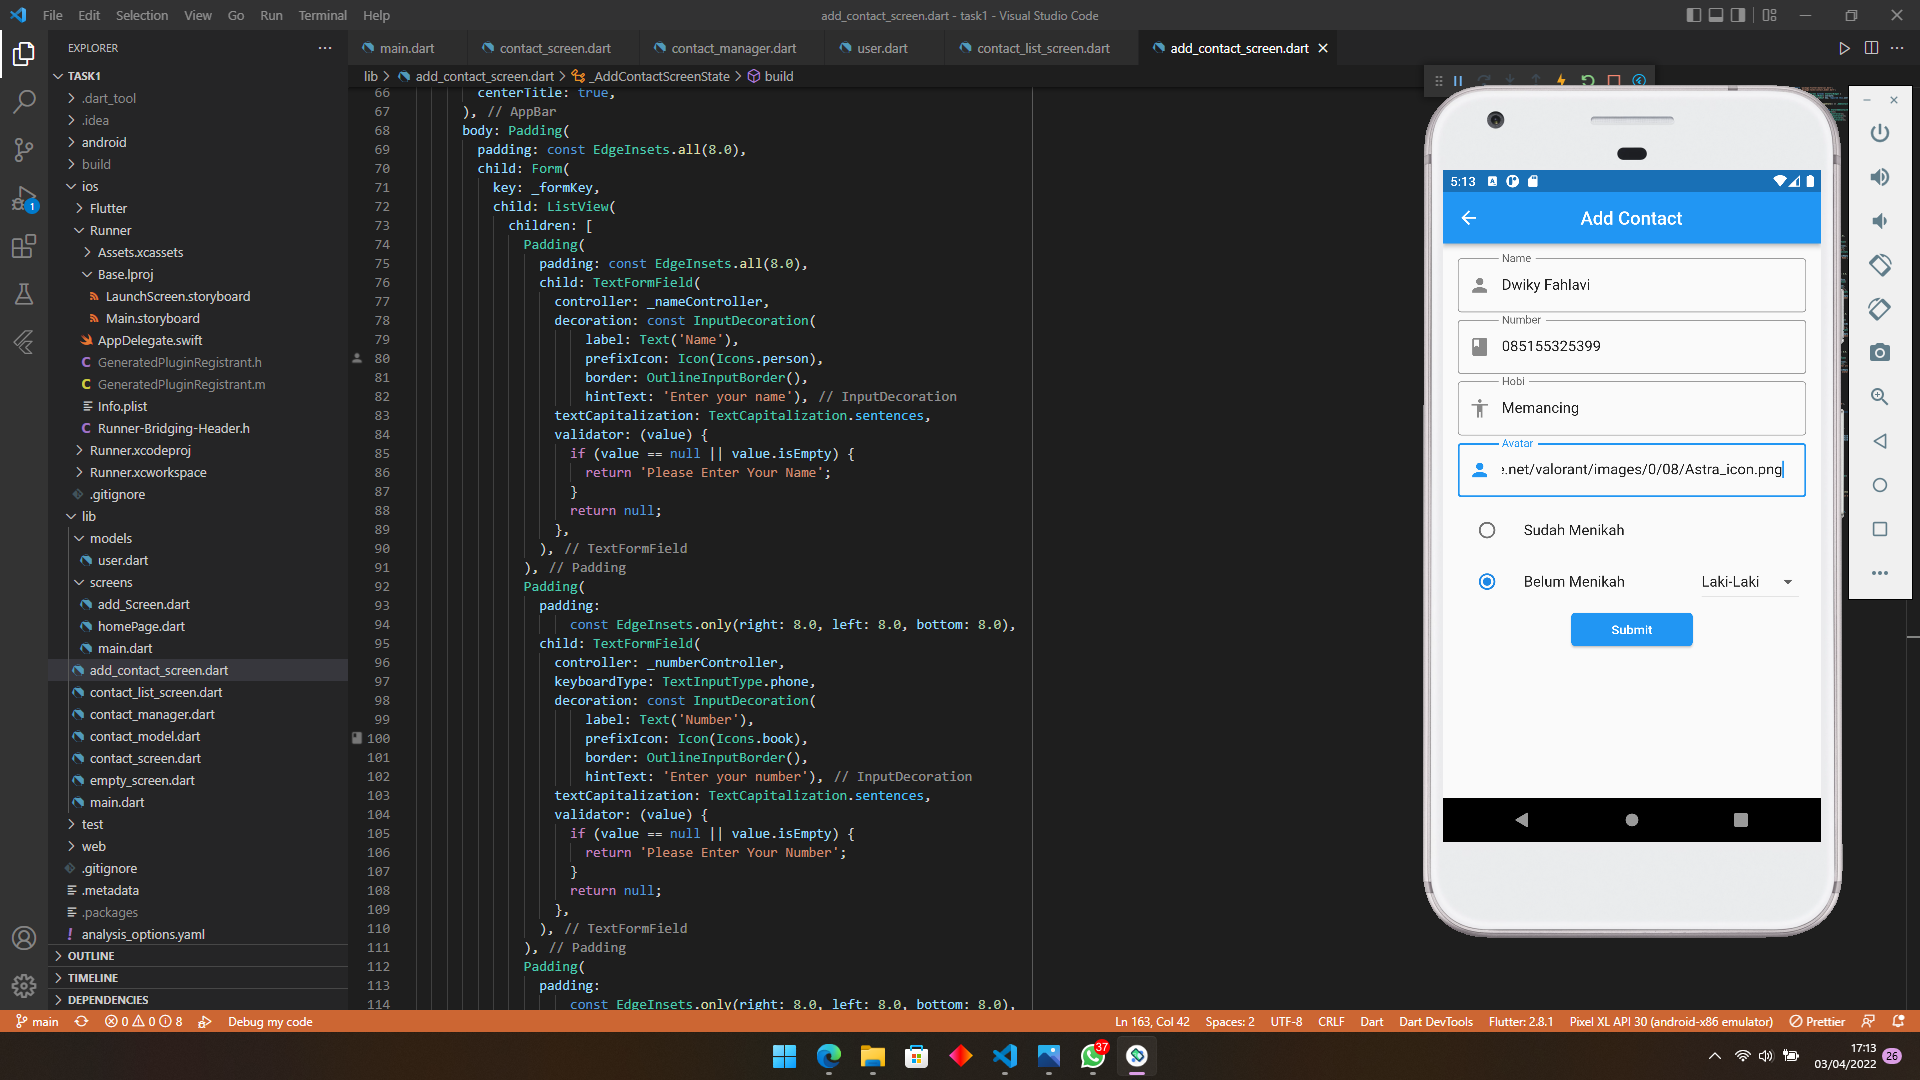 File Edit Selection View Go Run Terminal Help
add_contact_screen.dart - task1 - Visual Studio Code
EXPLORER
main.dart contact_screen.dart contact_manager.dart user.dart contact_list_screen.dart add_contact_screen.dart
lib > add_contact_screen.dart > _AddContactScreenState > build
TASK1
.dart_tool
.idea
android
build
ios
Flutter
Runner
Assets.xcassets
Base.lproj
LaunchScreen.storyboard
Main.storyboard
AppDelegate.swift
C GeneratedPluginRegistrant.h
C GeneratedPluginRegistrant.m
Info.plist
C Runner-Bridging-Header.h
Runner.xcodeproj
Runner.xcworkspace
.gitignore
lib
models
user.dart
screens
add_Screen.dart
homePage.dart
main.dart
add_contact_screen.dart
contact_list_screen.dart
contact_manager.dart
contact_model.dart
contact_screen.dart
empty_screen.dart
main.dart
test
web
.gitignore
.metadata
.packages
! analysis_options.yaml
OUTLINE
TIMELINE
DEPENDENCIES
1
66 centerTitle: true,
67 ), // AppBar
68 body: Padding(
69 padding: const EdgeInsets.all(8.0),
70 child: Form(
71 key: _formKey,
72 child: ListView(
73 children: [
74 Padding(
75 padding: const EdgeInsets.all(8.0),
76 child: TextFormField(
77 controller: _nameController,
78 decoration: const InputDecoration(
79 label: Text('Name'),
80 prefixIcon: Icon(Icons.person),
81 border: OutlineInputBorder(),
82 hintText: 'Enter your name'), // InputDecoration
83 textCapitalization: TextCapitalization.sentences,
84 validator: (value) {
85 if (value == null || value.isEmpty) {
86 return 'Please Enter Your Name';
87 }
88 return null;
89 },
90 ), // TextFormField
91 ), // Padding
92 Padding(
93 padding:
94 const EdgeInsets.only(right: 8.0, left: 8.0, bottom: 8.0),
95 child: TextFormField(
96 controller: _numberController,
97 keyboardType: TextInputType.phone,
98 decoration: const InputDecoration(
99 label: Text('Number'),
100 prefixIcon: Icon(Icons.book),
101 border: OutlineInputBorder(),
102 hintText: 'Enter your number'), // InputDecoration
103 textCapitalization: TextCapitalization.sentences,
104 validator: (value) {
105 if (value == null || value.isEmpty) {
106 return 'Please Enter Your Number';
107 }
108 return null;
109 },
110 ), // TextFormField
111 ), // Padding
112 Padding(
113 padding:
114 const EdgeInsets.only(right: 8.0, left: 8.0, bottom: 8.0),
5:13
Add Contact
Name
Dwiky Fahlavi
Number
085155325399
Hobi
Memancing
Avatar
e.net/valorant/images/0/08/Astra_icon.png
Sudah Menikah
Belum Menikah Laki-Laki
Submit
main 0 0 8 Debug my code
Ln 163, Col 42 Spaces: 2 UTF-8 CRLF Dart Dart DevTools Flutter: 2.8.1 Pixel XL API 30 (android-x86 emulator) Prettier
37
17:13
03/04/2022
26